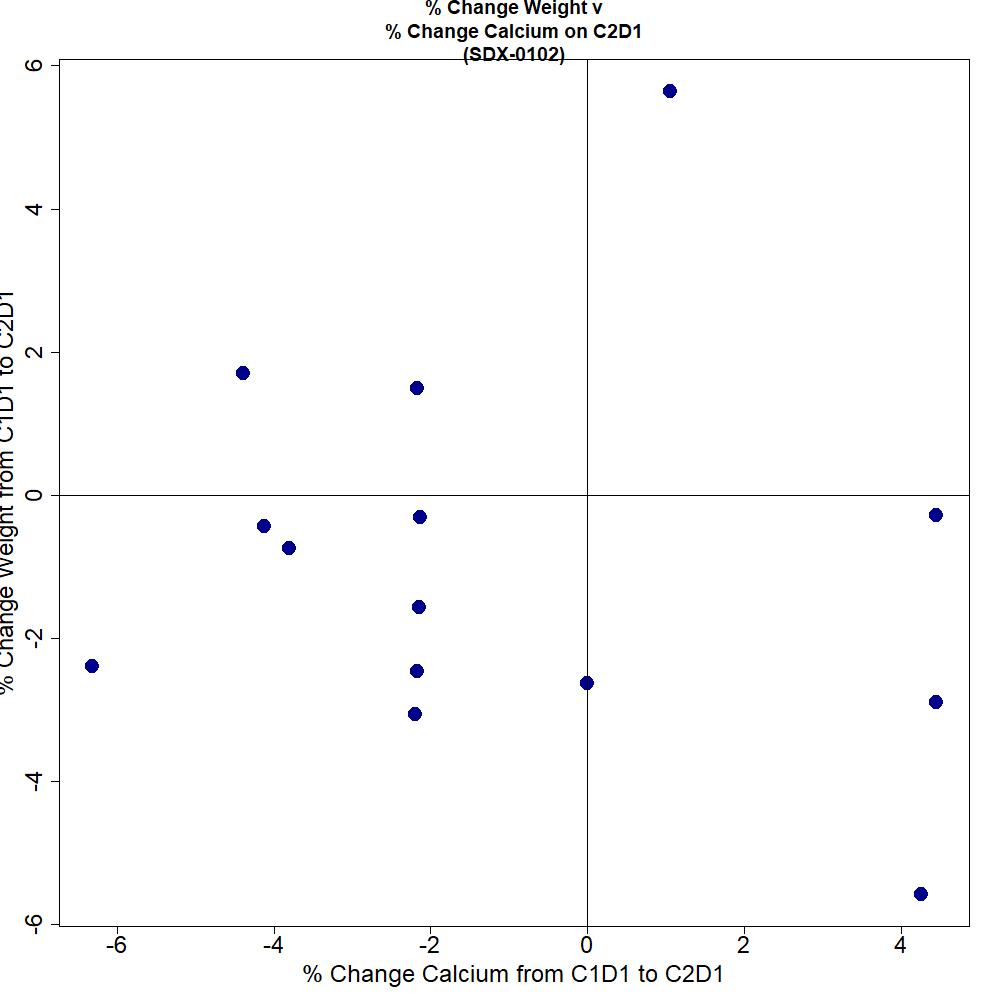 % Change Weight v
% Change Calcium on C2D1
(SDX-0102)
6
4
2
0
-2
-4
-6
% Change Weight from C1D1 to C2D1
-6
-4
-2
0
2
4
% Change Calcium from C1D1 to C2D1